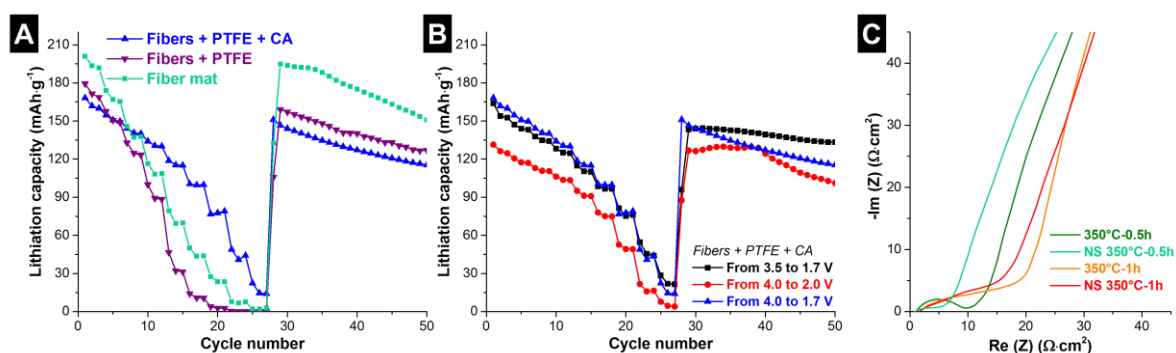 A
Fibers + PTFE + CA
Fibers + PTFE
Fiber mat
Lithiation capacity (mAh·g⁻¹)
210
180
150
120
90
60
30
0
0 10 20 30 40 50
Cycle number
B
Lithiation capacity (mAh·g⁻¹)
210
180
150
120
90
60
30
0
Fibers + PTFE + CA
From 3.5 to 1.7 V
From 4.0 to 2.0 V
From 4.0 to 1.7 V
0 10 20 30 40 50
Cycle number
C
-Im (Z) (Ω·cm²)
40
30
20
10
0
350°C-0.5h
NS 350°C-0.5h
350°C-1h
NS 350°C-1h
0 10 20 30 40
Re (Z) (Ω·cm²)